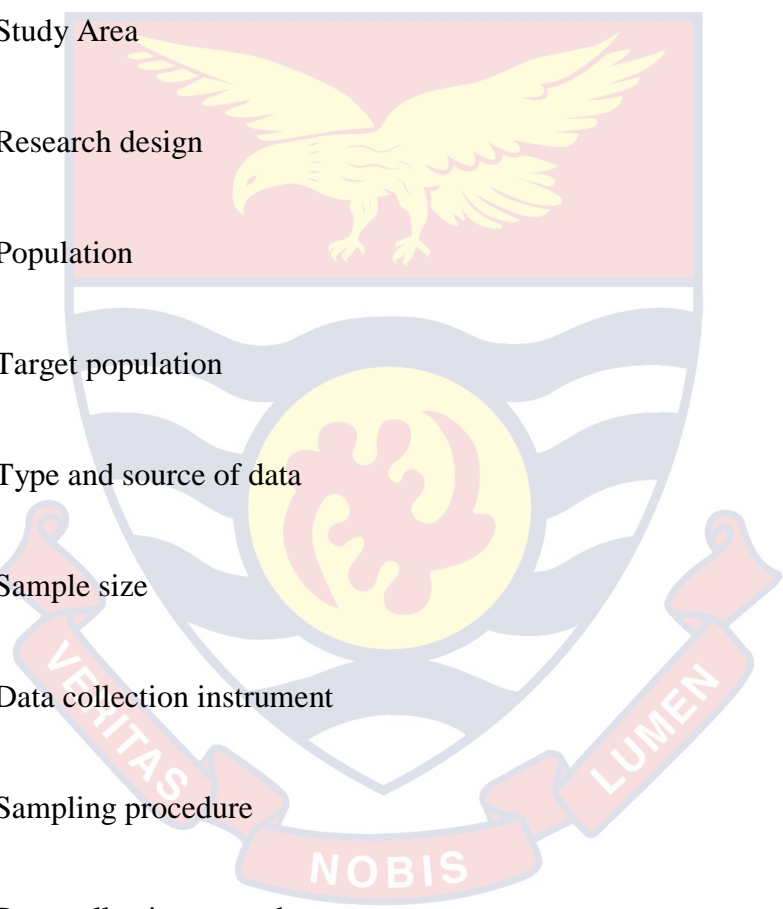 Study Area
Research design
Population
Target population
Type and source of data
Sample size
Data collection instrument
Sampling procedure
VERITAS
NOBIS
LUMEN